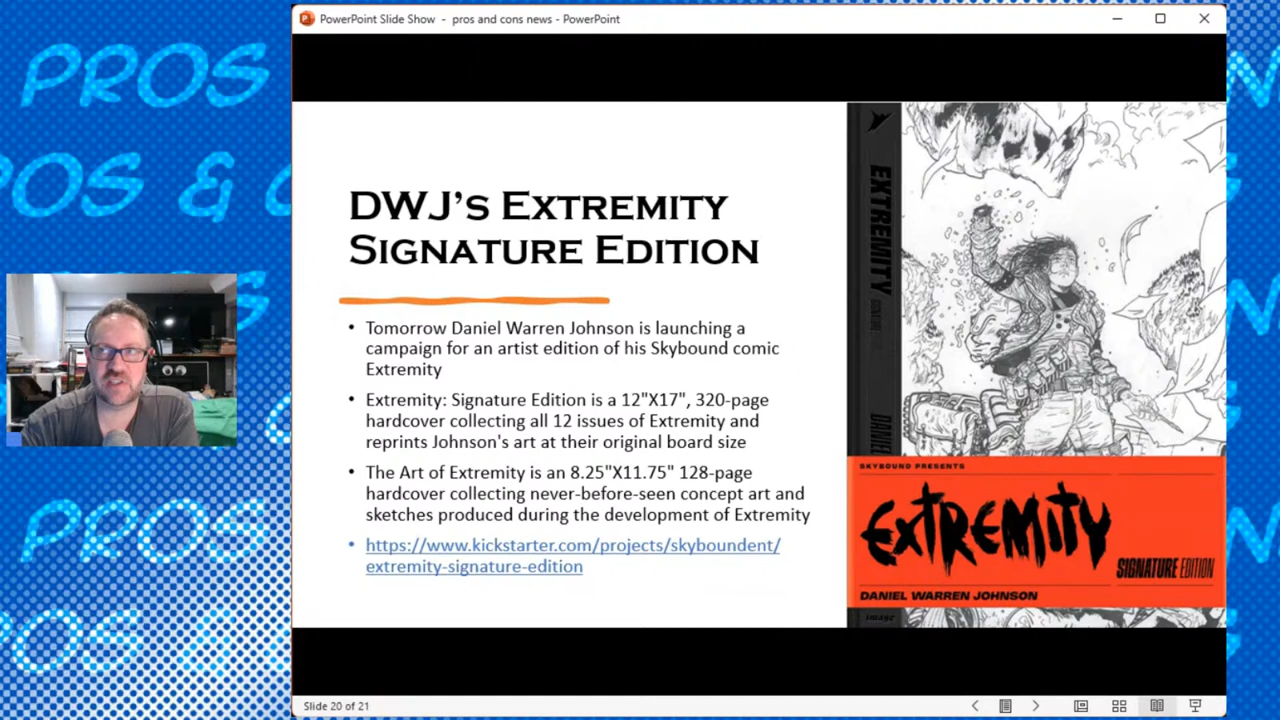 PowerPoint Slide Show - pros and cons news - PowerPoint
PROS
OS & C
PROS
DWJ's Extremity
Signature Edition
• Tomorrow Daniel Warren Johnson is launching a
campaign for an artist edition of his Skybound comic
Extremity
• Extremity: Signature Edition is a 12"X17", 320-page
hardcover collecting all 12 issues of Extremity and
reprints Johnson's art at their original board size
• The Art of Extremity is an 8.25"X11.75" 128-page
hardcover collecting never-before-seen concept art and
sketches produced during the development of Extremity
• https://www.kickstarter.com/projects/skyboundent/
extremity-signature-edition
EXTREMITY
SIGNATURE
DANIEL
SKYBOUND PRESENTS
EXTREMITY
SIGNATURE EDITION
DANIEL WARREN JOHNSON
image
Slide 20 of 21